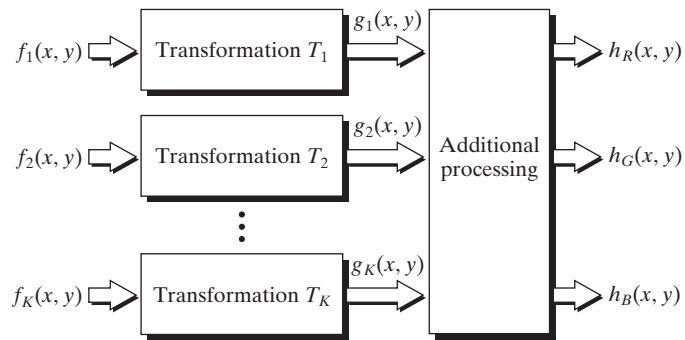 f₁(x, y) Transformation T₁ g₁(x, y) h_R(x, y)
f₂(x, y) Transformation T₂ g₂(x, y) Additional processing h_G(x, y)
f_K(x, y) Transformation T_K g_K(x, y) h_B(x, y)